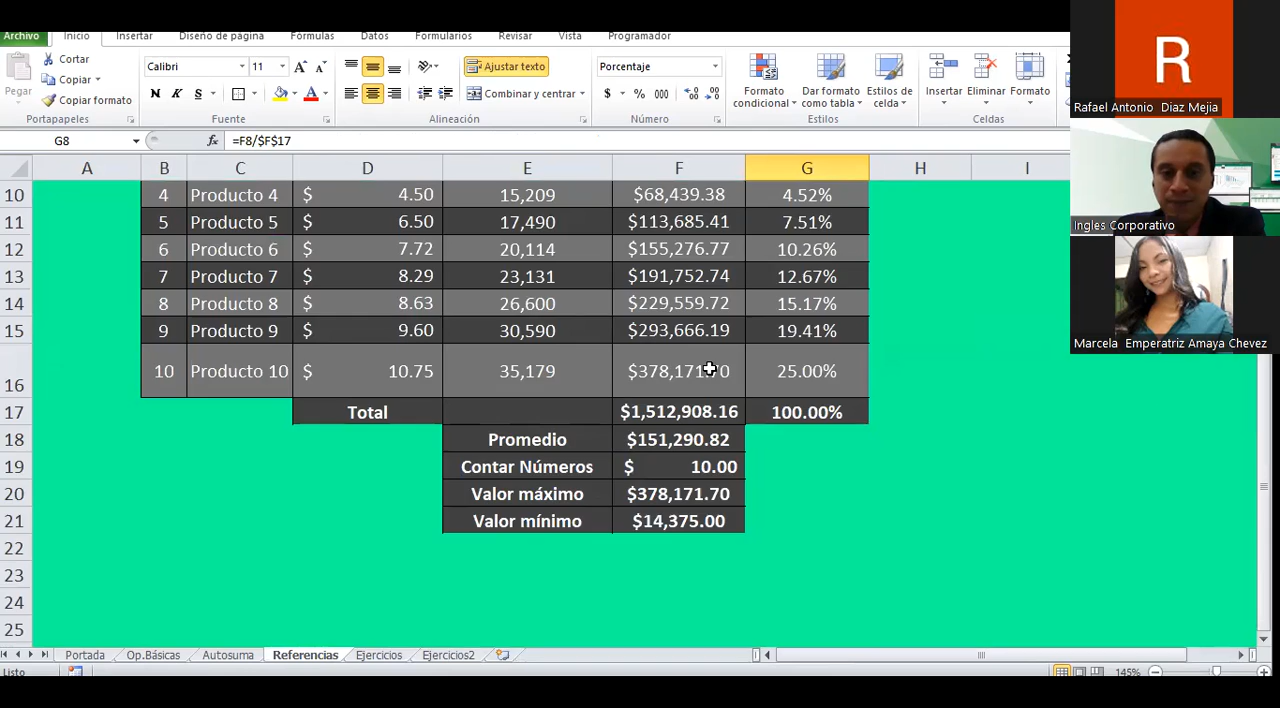 Archivo Inicio Insertar Diseño de página Fórmulas Datos Formularios Revisar Vista Programador
Pegar
Cortar
Copiar
Copiar formato
Portapapeles
Calibri 11
N K S
Fuente
Ajustar texto
Combinar y centrar
Alineación
Porcentaje
$ % 000
Número
Formato condicional
Dar formato como tabla
Estilos de celda
Estilos
Insertar Eliminar Formato
Celdas
G8 fx =F8/$F$17
A B C D E F G H I
10 4 Producto 4 $ 4.50 15,209 $68,439.38 4.52%
11 5 Producto 5 $ 6.50 17,490 $113,685.41 7.51%
12 6 Producto 6 $ 7.72 20,114 $155,276.77 10.26%
13 7 Producto 7 $ 8.29 23,131 $191,752.74 12.67%
14 8 Producto 8 $ 8.63 26,600 $229,559.72 15.17%
15 9 Producto 9 $ 9.60 30,590 $293,666.19 19.41%
16 10 Producto 10 $ 10.75 35,179 $378,171.70 25.00%
17 Total $1,512,908.16 100.00%
18 Promedio $151,290.82
19 Contar Números $ 10.00
20 Valor máximo $378,171.70
21 Valor mínimo $14,375.00
22
23
24
25
Portada Op.Básicas Autosuma Referencias Ejercicios Ejercicios2
Listo 145%
R
Rafael Antonio Diaz Mejia
Ingles Corporativo
Marcela Emperatriz Amaya Chevez